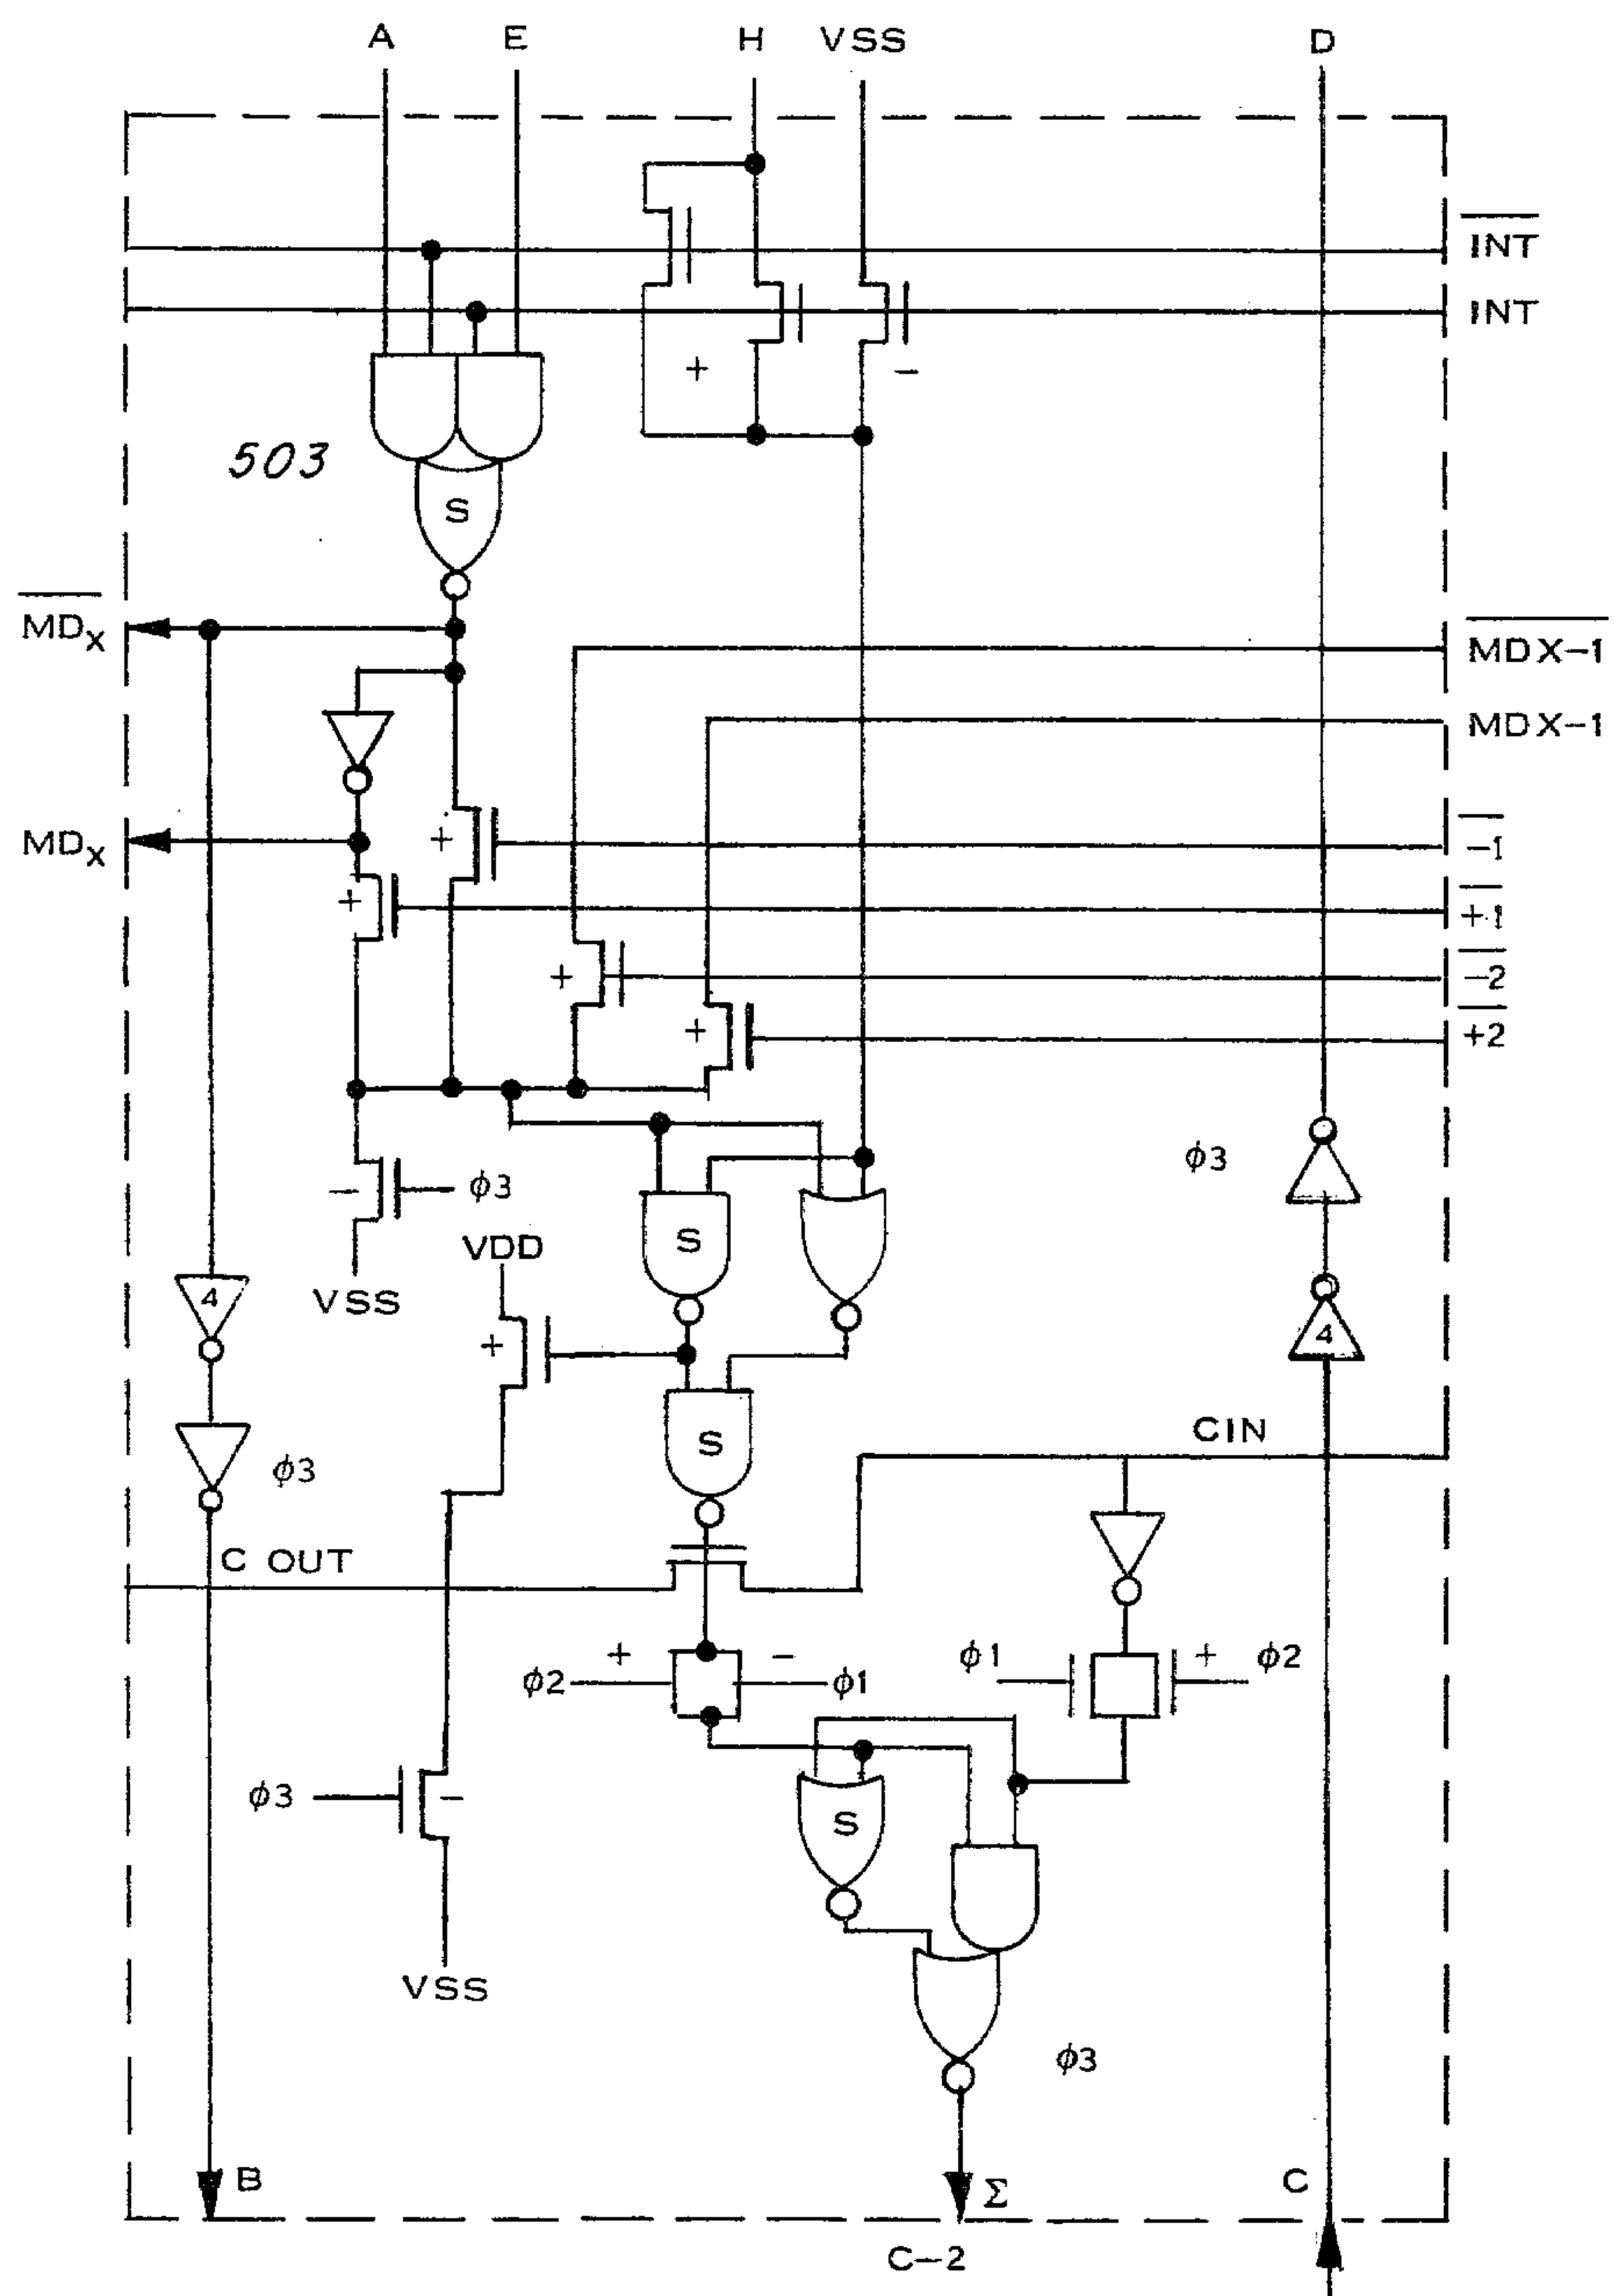 A E H VSS D
INT
INT
+ −
503
S
MDX MDX−1
MDX−1
+ −1
MDX
+ +1
+ −2
+ +2
− ϕ3 ϕ3
S
VDD
VSS
4
+
4
S
CIN
ϕ3
C OUT
+ −
ϕ2 ϕ1 ϕ1 + ϕ2
ϕ3 −
S
VSS
ϕ3
B Σ C
C−2